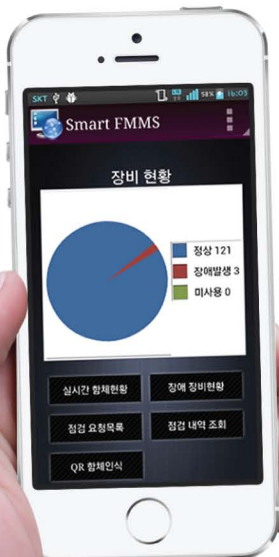 SKT 58% 16:03
Smart FMMS
장비 현황
정상 121
장애발생 3
미사용 0
실시간 함체현황
장애 장비현황
점검 요청목록
점검 내역 조회
QR 함체인식